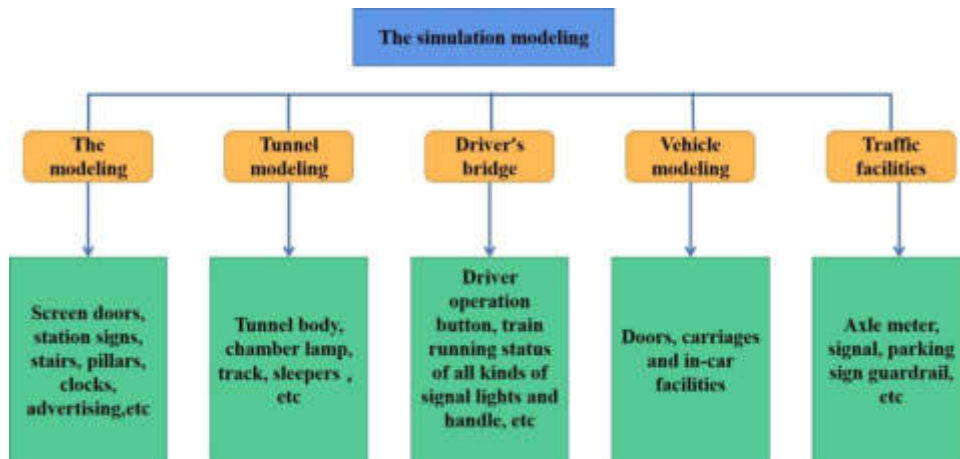 The simulation modeling
The
modeling
Tunnel
modeling
Driver's
bridge
Vehicle
modeling
Traffic
facilities
Screen doors,
station signs,
stairs, pillars,
clocks,
advertising,etc
Tunnel body,
chamber lamp,
track, sleepers ,
etc
Driver
operation
button, train
running status
of all kinds of
signal lights and
handle, etc
Doors, carriages
and in-car
facilities
Axle meter,
signal, parking
sign guardrail,
etc